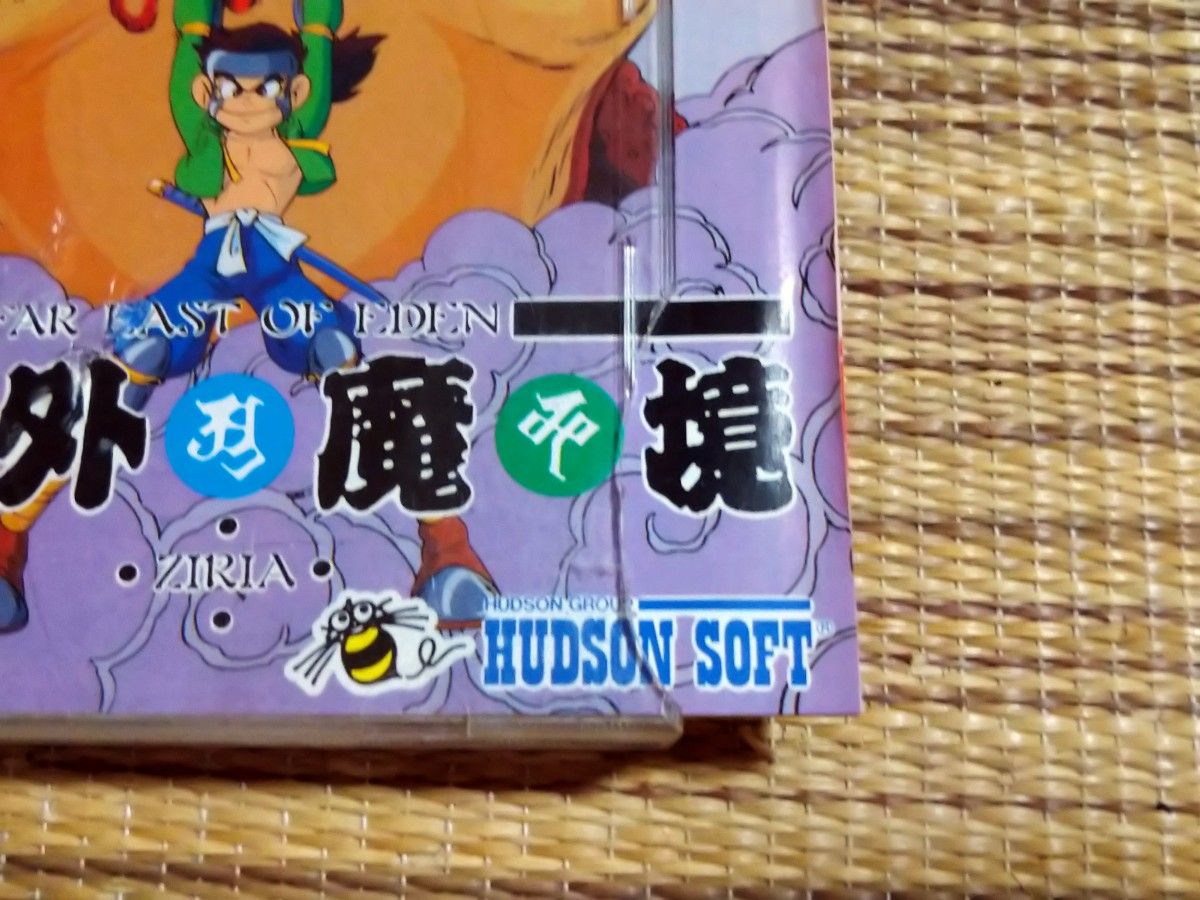 FAR EAST OF EDEN
外魔境
ZIRIA
HUDSON GROUP
HUDSON SOFT®